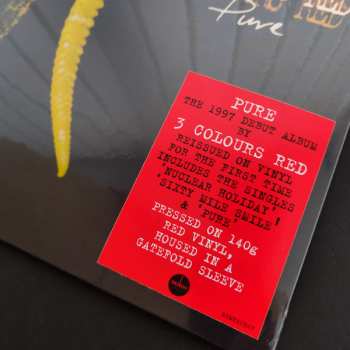 RED
Pure
PURE
THE 1997 DEBUT ALBUM
BY
3 COLOURS RED
REISSUED ON VINYL
FOR THE FIRST TIME
INCLUDES THE SINGLES
'NUCLEAR HOLIDAY'
'SIXTY MILE SMILE'
& 'PURE'
PRESSED ON 140g
RED VINYL,
HOUSED IN A
GATEFOLD SLEEVE